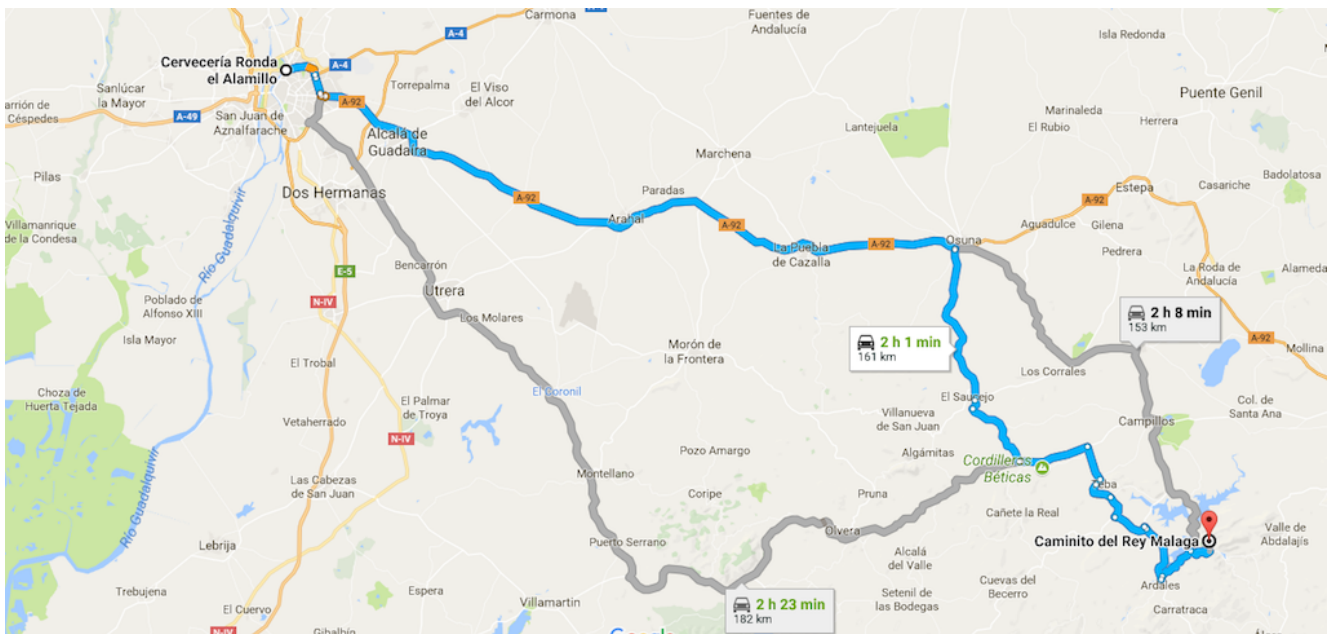 Carmona
Fuentes de
Andalucía
Isla Redonda
A-4
Cervecería Ronda
el Alamillo
A-4
Sanlúcar
la Mayor
Torrepalma
El Viso
del Alcor
Puente Genil
arrión de
Céspedes
A-49
San Juan de
Aznalfarache
A-92
Alcalá de
Guadaira
Lantejuela
Marinaleda
El Rubio
Herrera
Marchena
Pilas
Dos Hermanas
Paradas
A-92
Arahal
A-92
Estepa
Casariche
Badolatosa
A-92
Villamanrique
de la Condesa
Río Guadalquivir
Aguadulce
Gilena
La Puebla
de Cazalla
A-92
Osuna
Pedrera
Bencarrón
E-5
Utrera
La Roda de
Andalucía
Alameda
Poblado de
Alfonso XIII
N-IV
Los Molares
2 h 8 min
153 km
Isla Mayor
Morón de
la Frontera
2 h 1 min
161 km
A-92
Mollina
El Trobal
Los Corrales
Choza de
Huerta Tejada
El Coronil
El Saucejo
Col. de
Santa Ana
El Palmar
de Troya
Villanueva
de San Juan
Campillos
Vetaherrado
N-IV
Pozo Amargo
Algámitas
Cordilleras
Béticas
Montellano
Las Cabezas
de San Juan
Coripe
Pruna
Teba
Cañete la Real
Río Guadalquivir
Lebrija
Puerto Serrano
Olvera
Caminito del Rey Malaga
Valle de
Abdalajís
Alcalá
del Valle
Trebujena
Espera
Cuevas del
Becerro
Ardales
El Cuervo
Villamartin
2 h 23 min
182 km
Setenil de
las Bodegas
Carratraca
N-IV
Gibalbín
Google